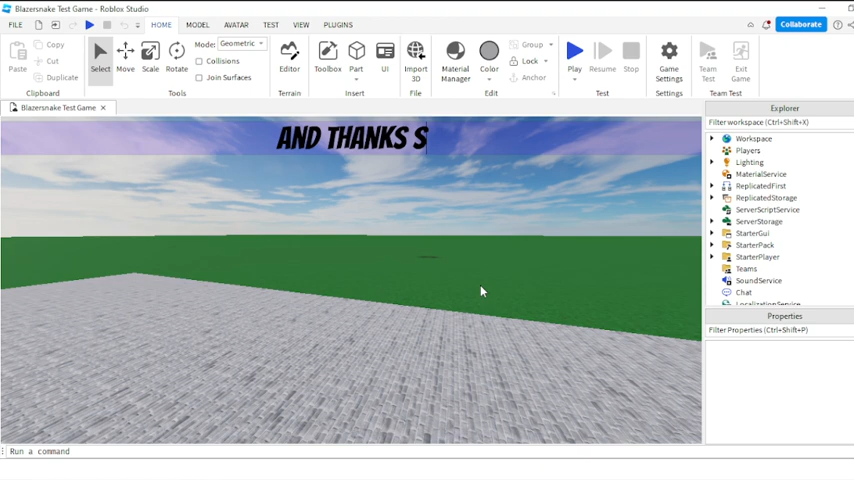 Blazersnake Test Game - Roblox Studio
FILE HOME MODEL AVATAR TEST VIEW PLUGINS Collaborate
Paste
Copy
Cut
Duplicate
Clipboard
Select
Move
Scale
Rotate
Mode: Geometric
Collisions
Join Surfaces
Tools
Editor
Terrain
Toolbox
Part
UI
Insert
Import 3D
File
Material Manager
Color
Group
Lock
Anchor
Edit
Play
Resume
Stop
Test
Game Settings
Settings
Team Test
Exit Game
Team Test
Blazersnake Test Game
AND THANKS S
Explorer
Filter workspace (Ctrl+Shift+X)
Workspace
Players
Lighting
MaterialService
ReplicatedFirst
ReplicatedStorage
ServerScriptService
ServerStorage
StarterGui
StarterPack
StarterPlayer
Teams
SoundService
Chat
LocalizationService
Properties
Filter Properties (Ctrl+Shift+P)
Run a command